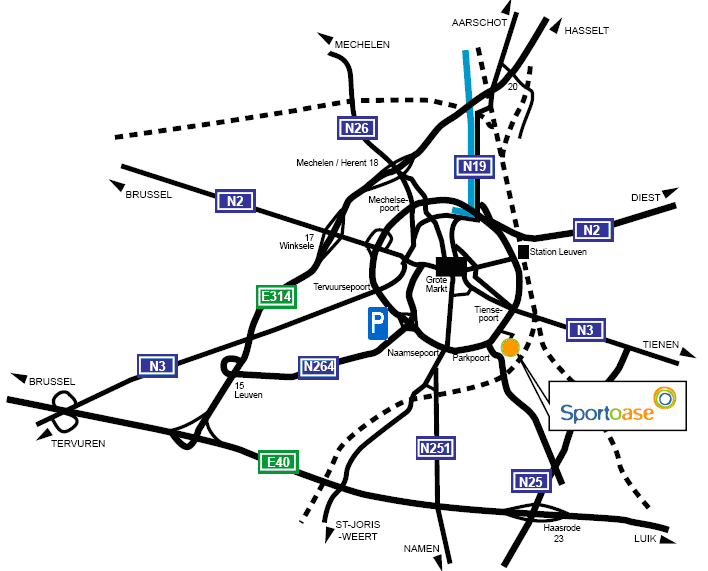 AARSCHOT
HASSELT
MECHELEN
20
N26
Mechelen / Herent 18
N19
BRUSSEL
N2
Mechelse-
poort
DIEST
N2
17
Winksele
Station Leuven
Tervuursepoort
Grote
Markt
E314
Tiense-
poort
P
N3
TIENEN
Naamsepoort
Parkpoort
N3
N264
BRUSSEL
15
Leuven
Sportoase
TERVUREN
N251
E40
N25
ST-JORIS
-WEERT
Haasrode
23
LUIK
NAMEN